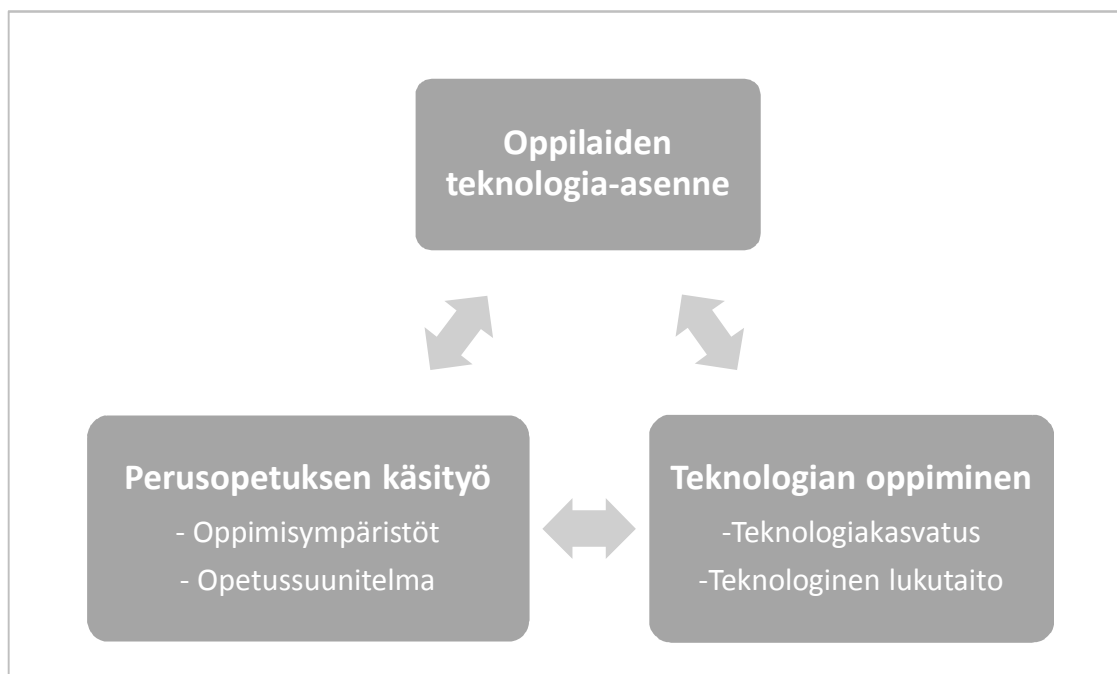 Oppilaiden
teknologia-asenne
Perusopetuksen käsityö
- Oppimisympäristöt
- Opetussuunitelma
Teknologian oppiminen
-Teknologiakasvatus
-Teknologinen lukutaito